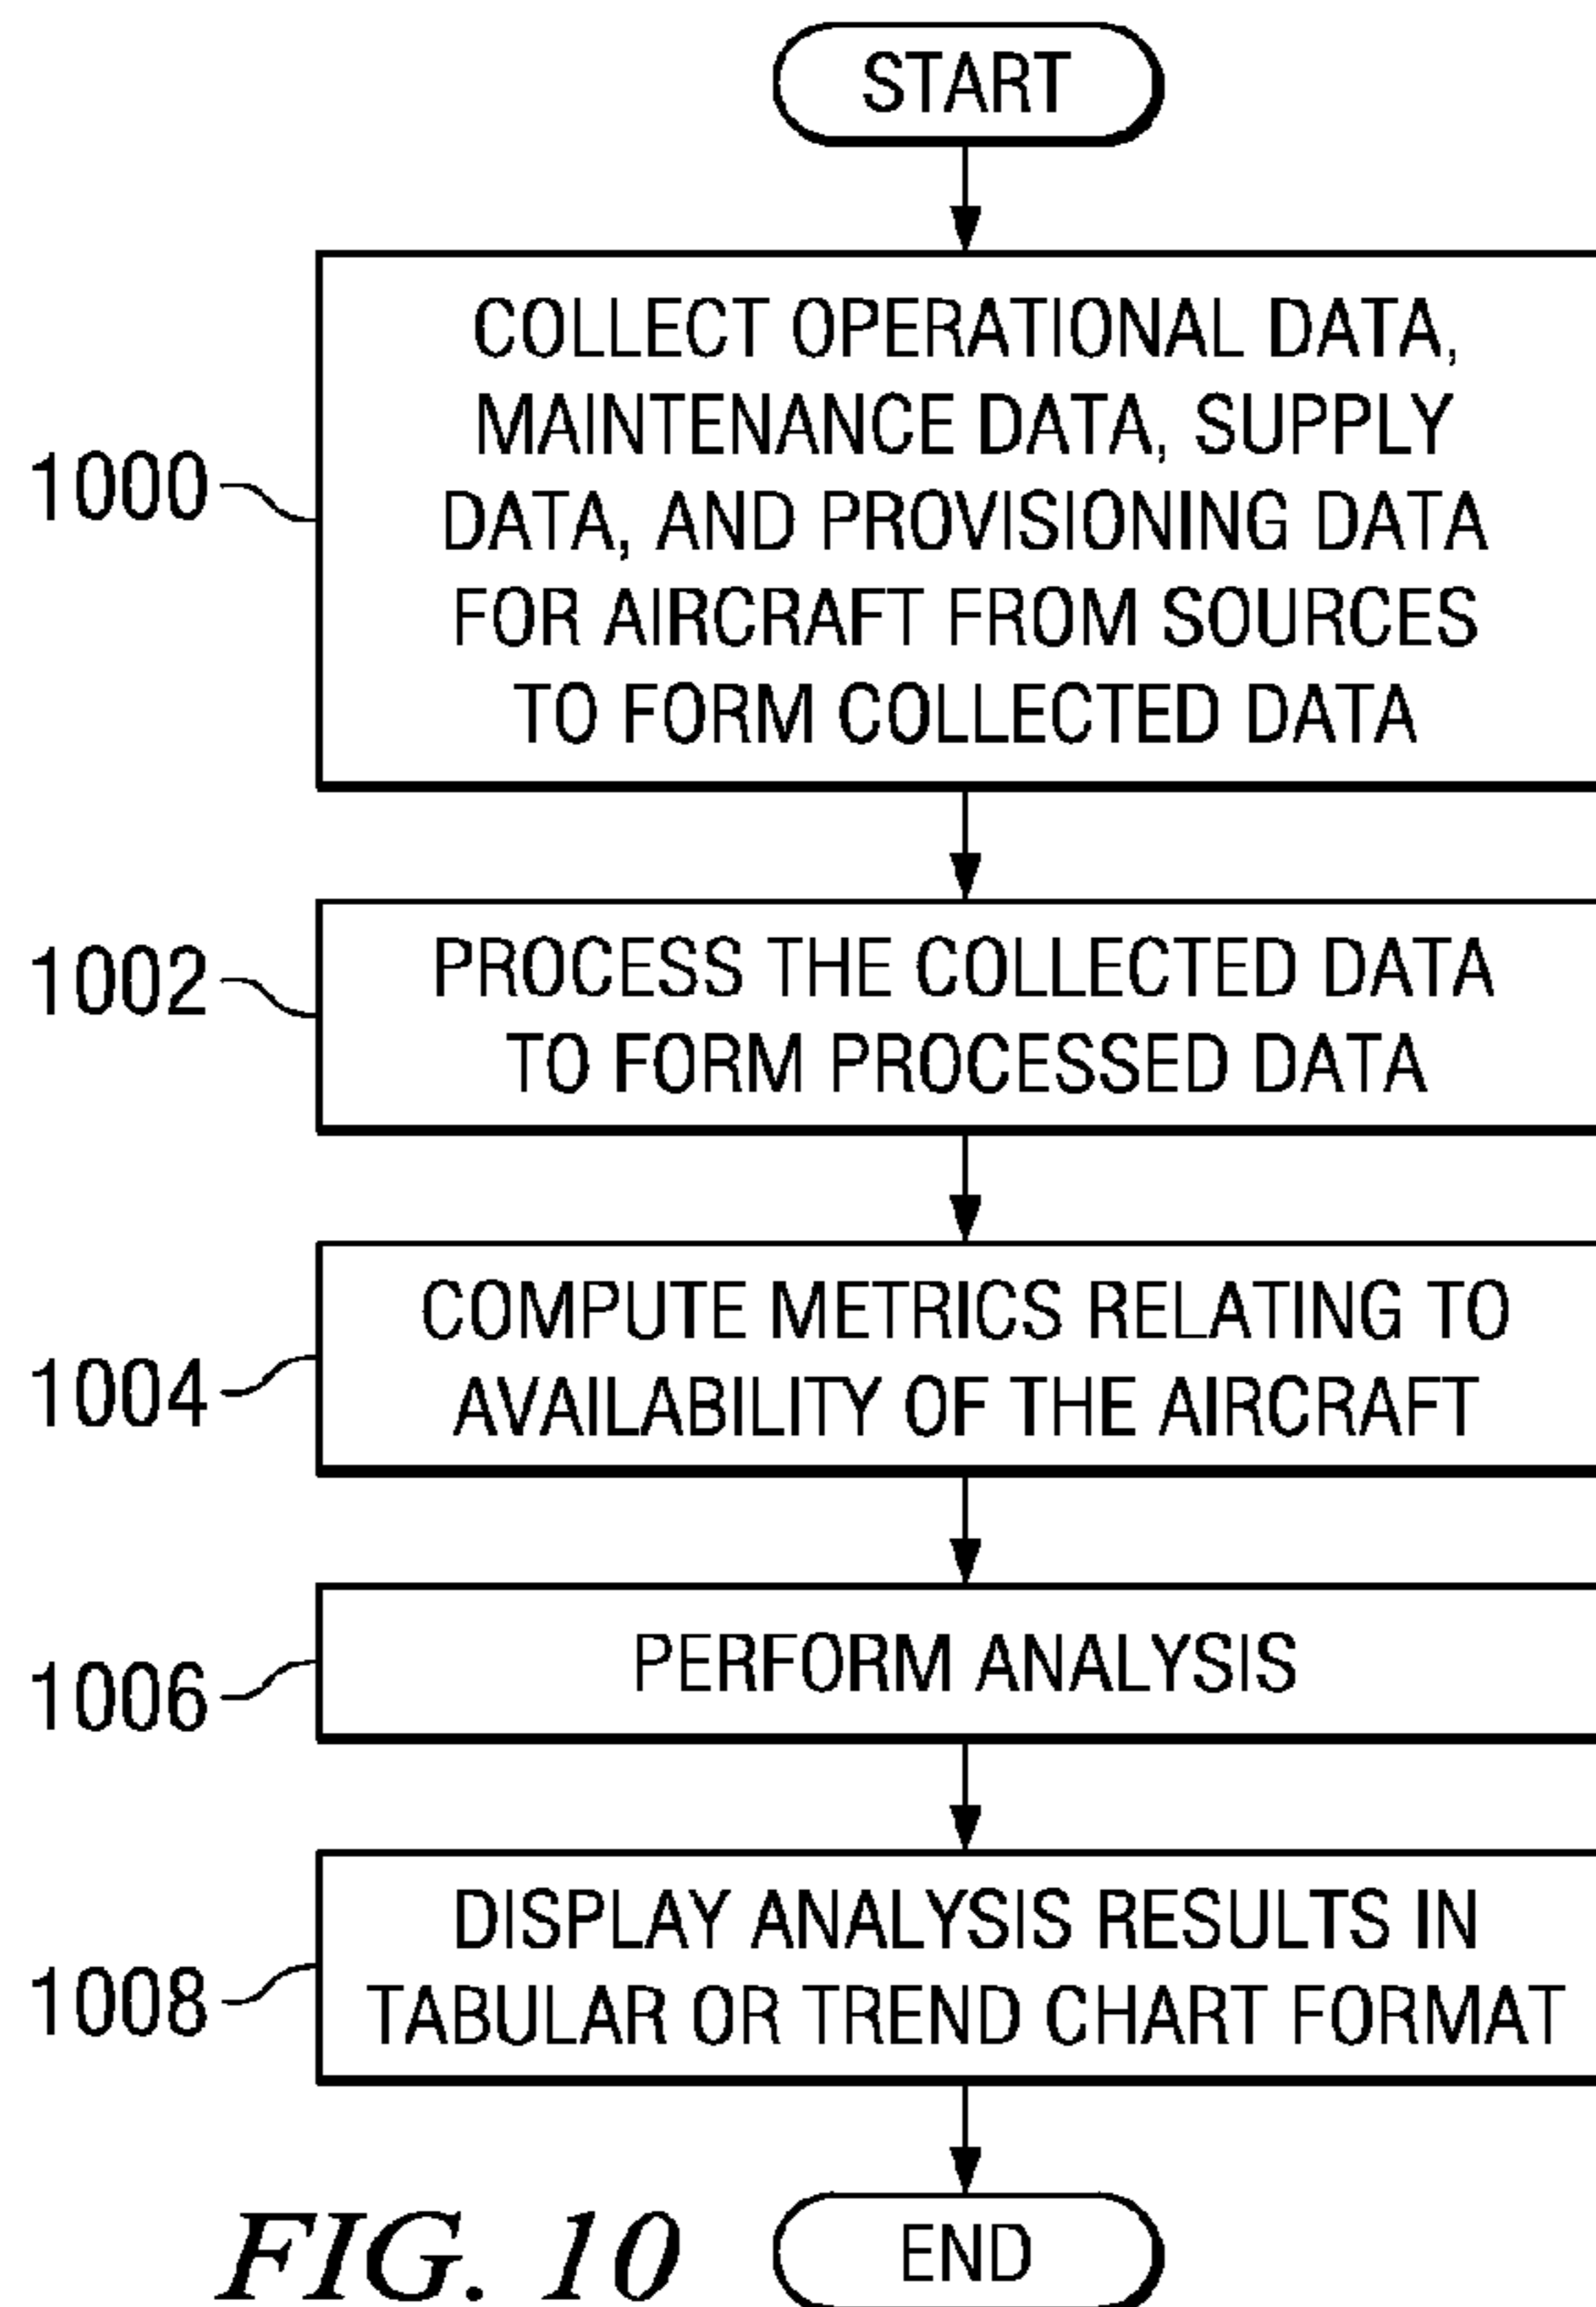 START
COLLECT OPERATIONAL DATA,
MAINTENANCE DATA, SUPPLY
DATA, AND PROVISIONING DATA
FOR AIRCRAFT FROM SOURCES
TO FORM COLLECTED DATA
1000
PROCESS THE COLLECTED DATA
TO FORM PROCESSED DATA
1002
COMPUTE METRICS RELATING TO
AVAILABILITY OF THE AIRCRAFT
1004
PERFORM ANALYSIS
1006
DISPLAY ANALYSIS RESULTS IN
TABULAR OR TREND CHART FORMAT
1008
END
FIG. 10